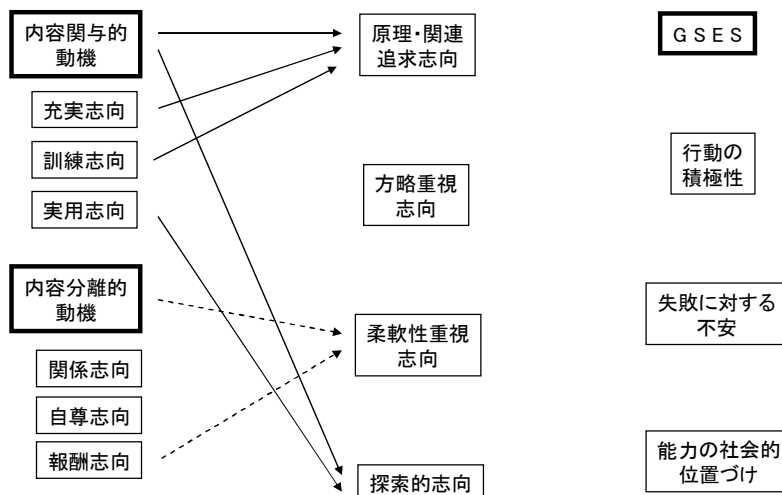 内容関与的
動機
充実志向
訓練志向
実用志向
内容分離的
動機
関係志向
自尊志向
報酬志向
原理・関連
追求志向
方略重視
志向
柔軟性重視
志向
探索的志向
ＧＳＥＳ
行動の
積極性
失敗に対する
不安
能力の社会的
位置づけ